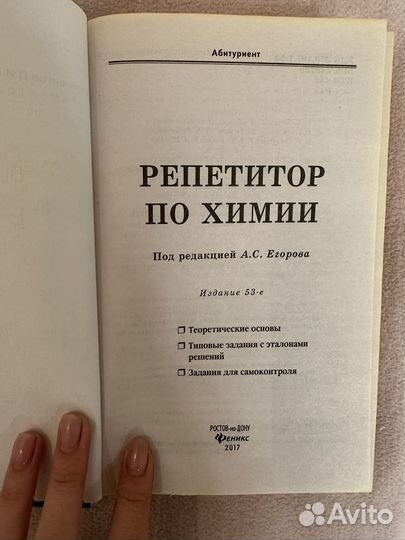 Абитуриент
РЕПЕТИТОР
ПО ХИМИИ
Под редакцией А.С. Егорова
Издание 53-е
Теоретические основы
Типовые задания с эталонами
решений
Задания для самоконтроля
РОСТОВ-НА-ДОНУ
Феникс
2017
Avito